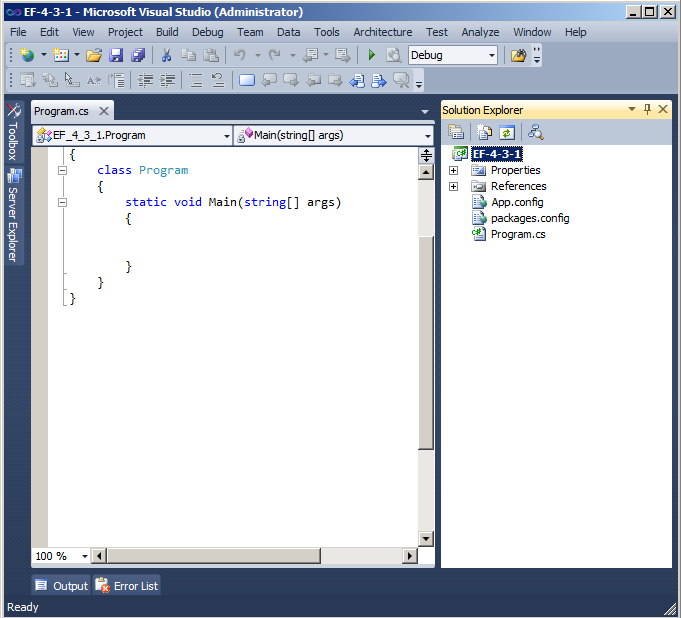 EF-4-3-1 - Microsoft Visual Studio (Administrator)
File Edit View Project Build Debug Team Data Tools Architecture Test Analyze Window Help
Debug
Toolbox
Server Explorer
Program.cs
EF_4_3_1.Program
Main(string[] args)
{
class Program
{
static void Main(string[] args)
{
}
}
}
100 %
Solution Explorer
EF-4-3-1
Properties
References
App.config
packages.config
Program.cs
Output
Error List
Ready